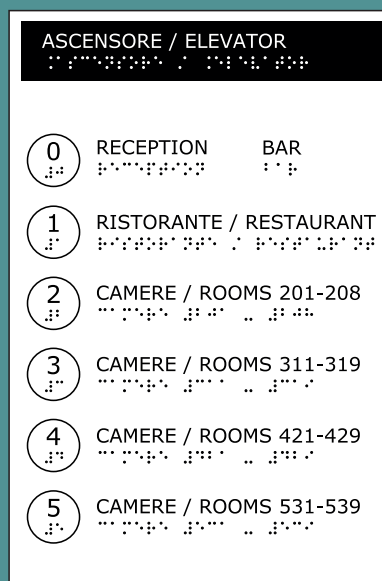 ASCENSORE / ELEVATOR
⠨⠁⠎⠉⠑⠝⠎⠕⠗⠑ ⠌ ⠨⠑⠇⠑⠧⠁⠞⠕⠗
0 RECEPTION BAR
⠼⠚ ⠗⠑⠉⠑⠏⠞⠊⠕⠝ ⠃⠁⠗
1 RISTORANTE / RESTAURANT
⠼⠁ ⠗⠊⠎⠞⠕⠗⠁⠝⠞⠑ ⠌ ⠗⠑⠎⠞⠁⠥⠗⠁⠝⠞
2 CAMERE / ROOMS 201-208
⠼⠃ ⠉⠁⠍⠑⠗⠑ ⠼⠃⠚⠁ ⠤ ⠼⠃⠚⠓
3 CAMERE / ROOMS 311-319
⠼⠉ ⠉⠁⠍⠑⠗⠑ ⠼⠉⠁⠁ ⠤ ⠼⠉⠁⠊
4 CAMERE / ROOMS 421-429
⠼⠙ ⠉⠁⠍⠑⠗⠑ ⠼⠙⠃⠁ ⠤ ⠼⠙⠃⠊
5 CAMERE / ROOMS 531-539
⠼⠑ ⠉⠁⠍⠑⠗⠑ ⠼⠑⠉⠁ ⠤ ⠼⠑⠉⠊